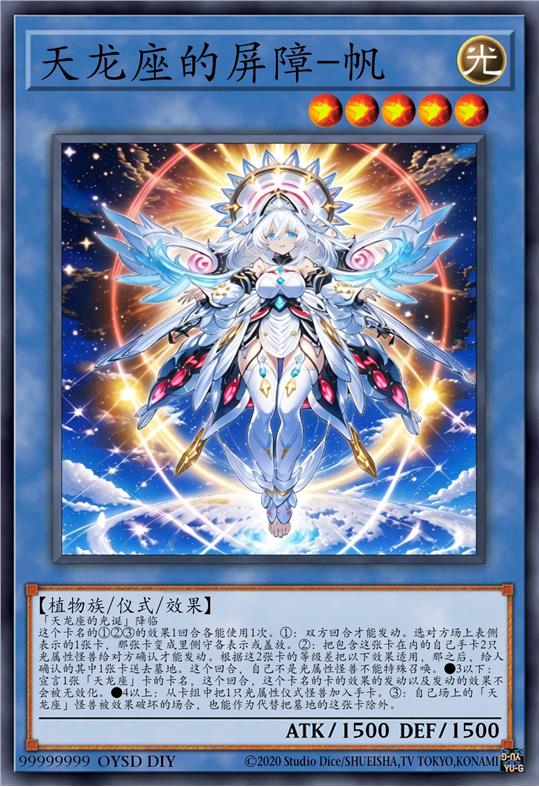 天龙座的屏障-帆
光
【植物族/仪式/效果】
「天龙座的光诞」降临
这个卡名的①②③的效果1回合各能使用1次。①:双方回合才能发动。选对方场上表侧
表示的1张卡,那张卡变成里侧守备表示或盖放。②:把包含这张卡在内的自己手卡2只
光属性怪兽给对方确认才能发动。根据这2张卡的等级差把以下效果适用,那之后,给人
确认的其中1张卡送去墓地。这个回合,自己不是光属性怪兽不能特殊召唤。●3以下:
宣言1张「天龙座」卡的卡名,这个回合,这个卡名的卡的效果的发动以及发动的效果不
会被无效化。●4以上:从卡组中把1只光属性仪式怪兽加入手卡。③:自己场上的「天
龙座」怪兽被效果破坏的场合,也能作为代替把墓地的这张卡除外。
ATK/1500 DEF/1500
99999999 OYSD DIY
©2020 Studio Dice/SHUEISHA,TV TOKYO,KONAMI
YU-G